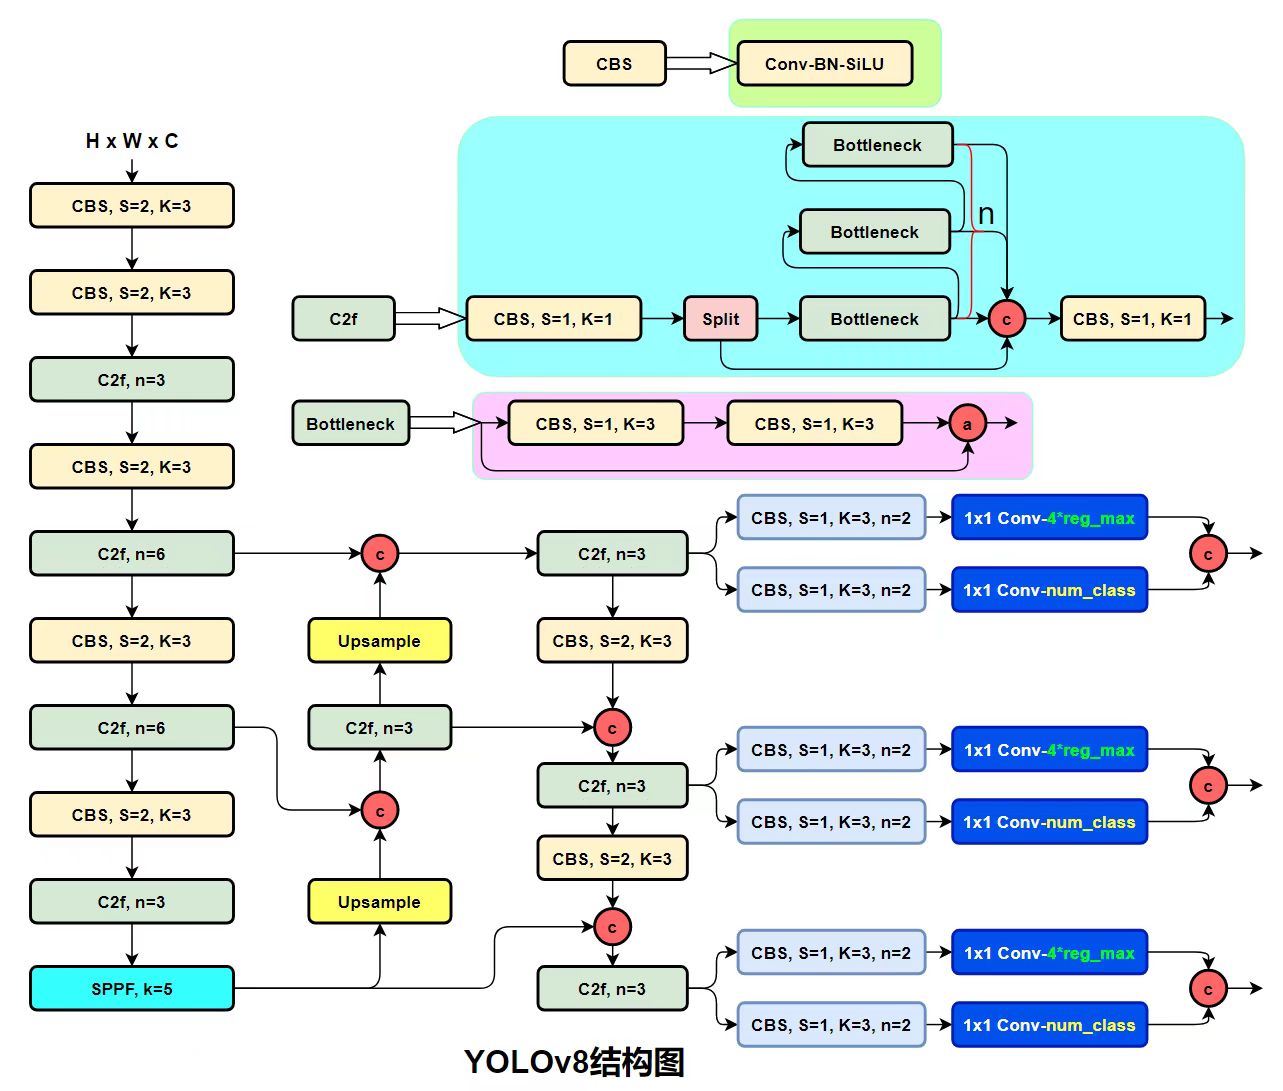 CBS
Conv-BN-SiLU
H x W x C
CBS, S=2, K=3
CBS, S=2, K=3
C2f, n=3
CBS, S=2, K=3
C2f, n=6
CBS, S=2, K=3
C2f, n=6
CBS, S=2, K=3
C2f, n=3
SPPF, k=5
C2f
CBS, S=1, K=1
Split
Bottleneck
Bottleneck
Bottleneck
n
c
CBS, S=1, K=1
Bottleneck
CBS, S=1, K=3
CBS, S=1, K=3
a
c
Upsample
C2f, n=3
c
Upsample
C2f, n=3
CBS, S=2, K=3
c
C2f, n=3
CBS, S=2, K=3
c
C2f, n=3
CBS, S=1, K=3, n=2
1x1 Conv-4*reg_max
CBS, S=1, K=3, n=2
1x1 Conv-num_class
c
CBS, S=1, K=3, n=2
1x1 Conv-4*reg_max
CBS, S=1, K=3, n=2
1x1 Conv-num_class
c
CBS, S=1, K=3, n=2
1x1 Conv-4*reg_max
CBS, S=1, K=3, n=2
1x1 Conv-num_class
c
YOLOv8结构图